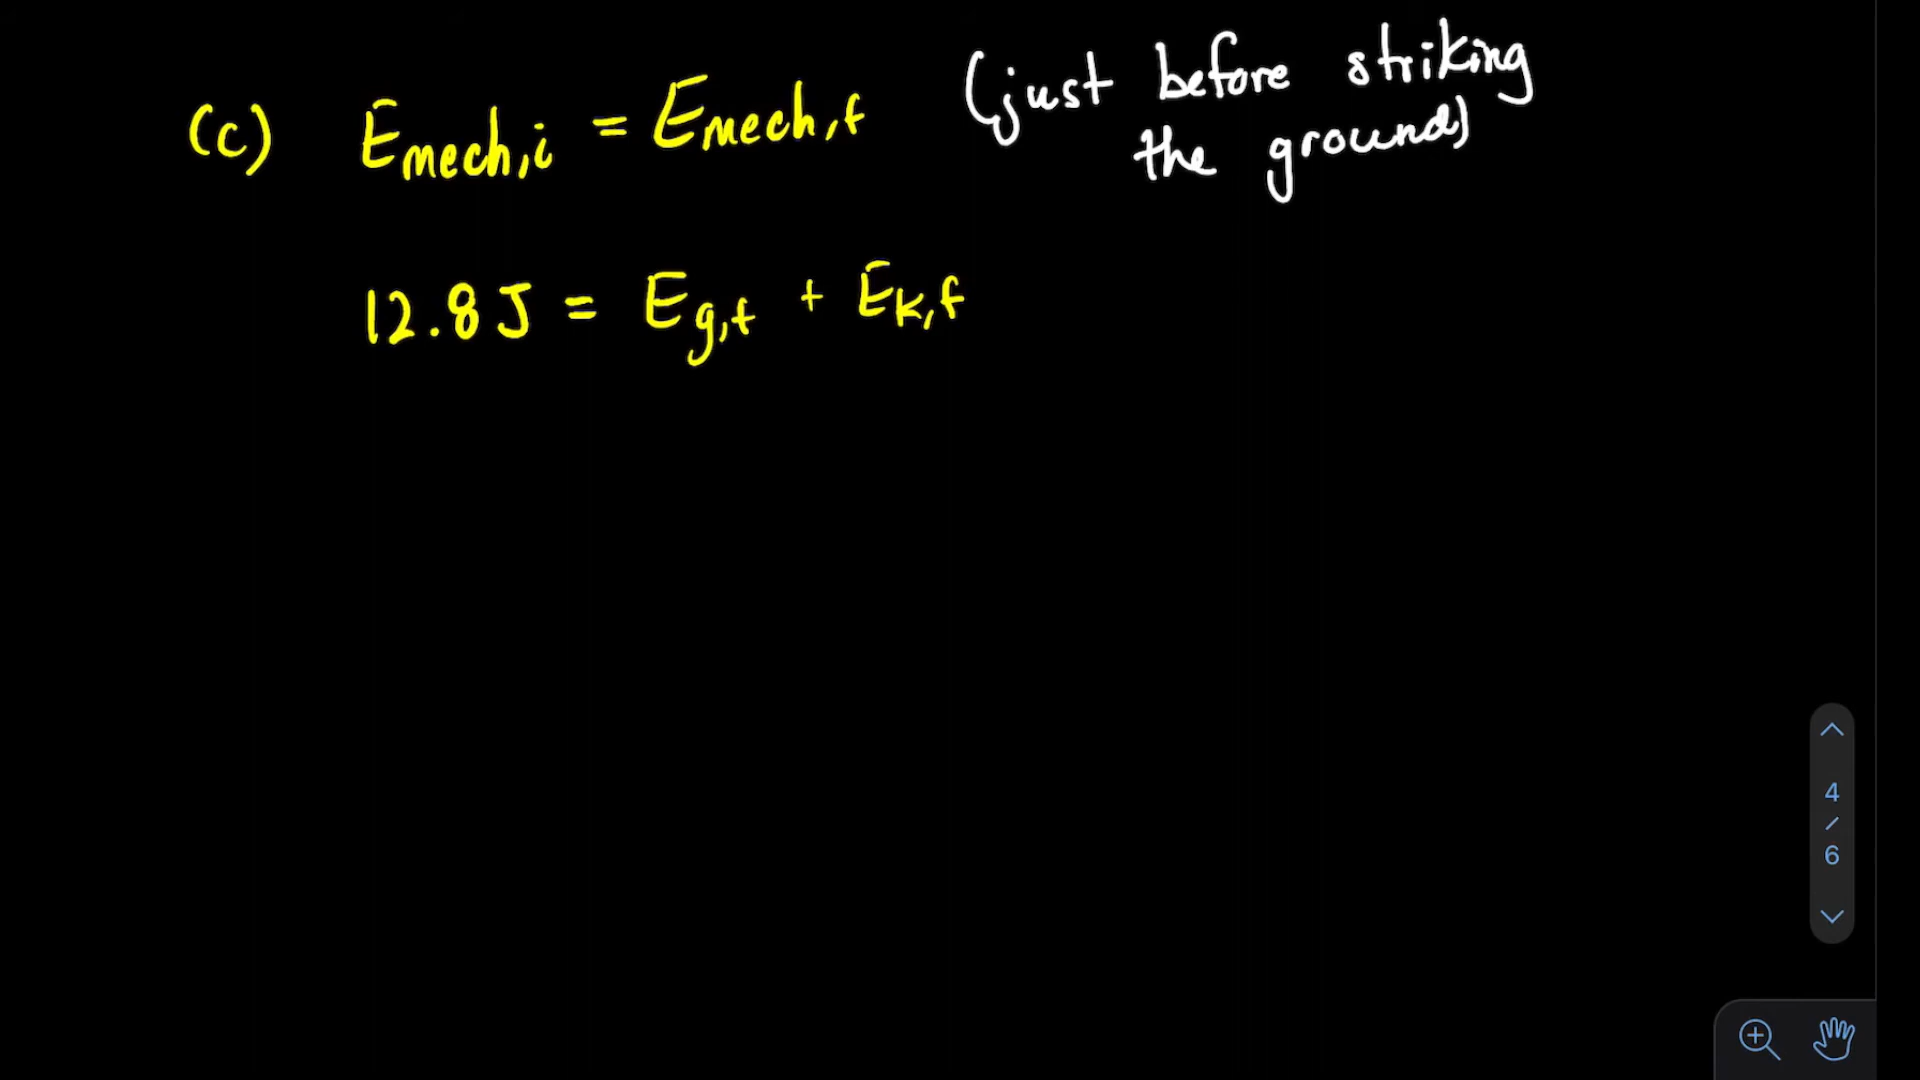 (c) Emech,i = Emech,f (just before striking
the ground)
12.8 J = Eg,f + Ek,f
4
/
6